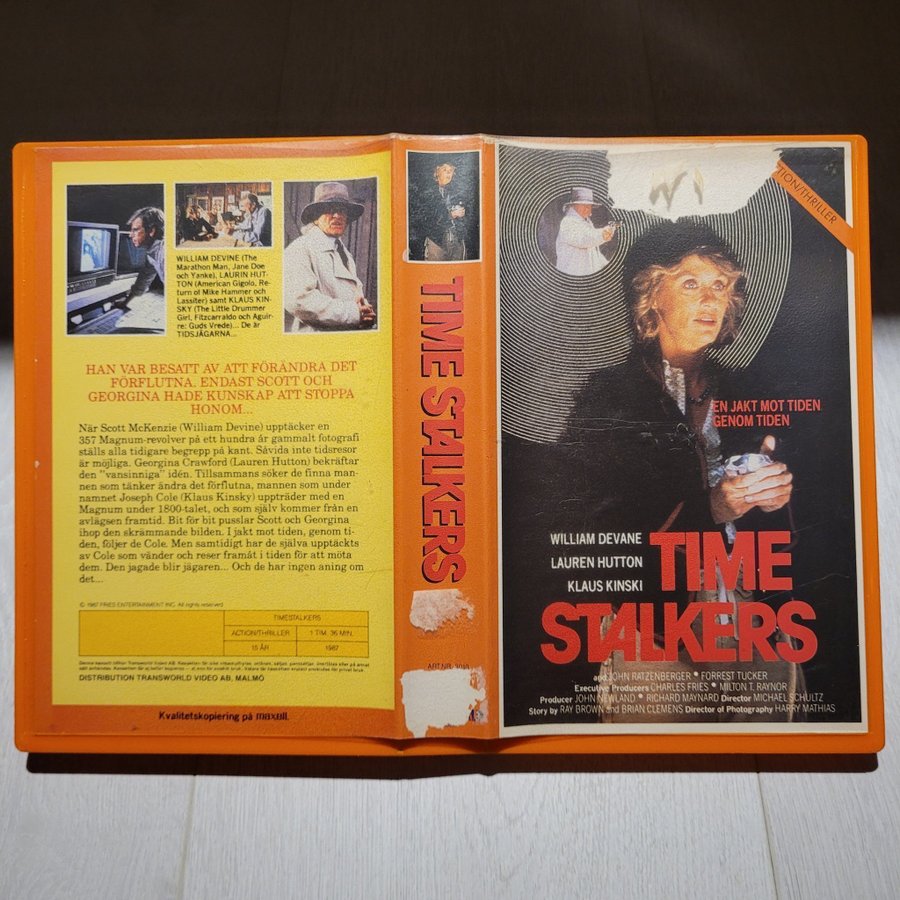 WILLIAM DEVINE (The
Marathon Man, Jane Doe
och Yanke), LAURIN HUT-
TON (American Gigolo, Re-
turn of Mike Hammer och
Lassiter) samt KLAUS KIN-
SKY (The Little Drummer
Girl, Fitzcarraldo och Aguir-
re: Guds Vrede)... De är
TIDSJÄGARNA...
HAN VAR BESATT AV ATT FÖRÄNDRA DET
FÖRFLUTNA. ENDAST SCOTT OCH
GEORGINA HADE KUNSKAP ATT STOPPA
HONOM...
När Scott McKenzie (William Devine) upptäcker en
357 Magnum-revolver på ett hundra år gammalt fotografi
ställs alla tidigare begrepp på kant. Såvida inte tidsresor
är möjliga. Georgina Crawford (Lauren Hutton) bekräftar
den "vansinniga" idén. Tillsammans söker de finna man-
nen som tänker ändra det förflutna, mannen som under
namnet Joseph Cole (Klaus Kinsky) uppträder med en
Magnum under 1800-talet, och som själv kommer från en
avlägsen framtid. Bit för bit pusslar Scott och Georgina
ihop den skrämmande bilden. I jakt mot tiden, genom ti-
den, följer de Cole. Men samtidigt har de själva upptäckts
av Cole som vänder och reser framåt i tiden för att möta
dem. Den jagade blir jägaren... Och de har ingen aning om
det...
© 1987 FRIES ENTERTAINMENT INC. All rights reserved
TIMESTALKERS
ACTION/THRILLER 1 TIM. 36 MIN.
15 ÅR 1987
DISTRIBUTION TRANSWORLD VIDEO AB, MALMÖ
Kvalitetskopiering på maxell.
TIME STALKERS
ART.NR.
TION/THRILLER
EN JAKT MOT TIDEN
GENOM TIDEN
WILLIAM DEVANE
LAUREN HUTTON
KLAUS KINSKI
TIME
STALKERS
and JOHN RATZENBERGER • FORREST TUCKER
Executive Producers CHARLES FRIES • MILTON T. RAYNOR
Producer JOHN NEWLAND • RICHARD MAYNARD Director MICHAEL SCHULTZ
Story by RAY BROWN and BRIAN CLEMENS Director of Photography HARRY MATHIAS